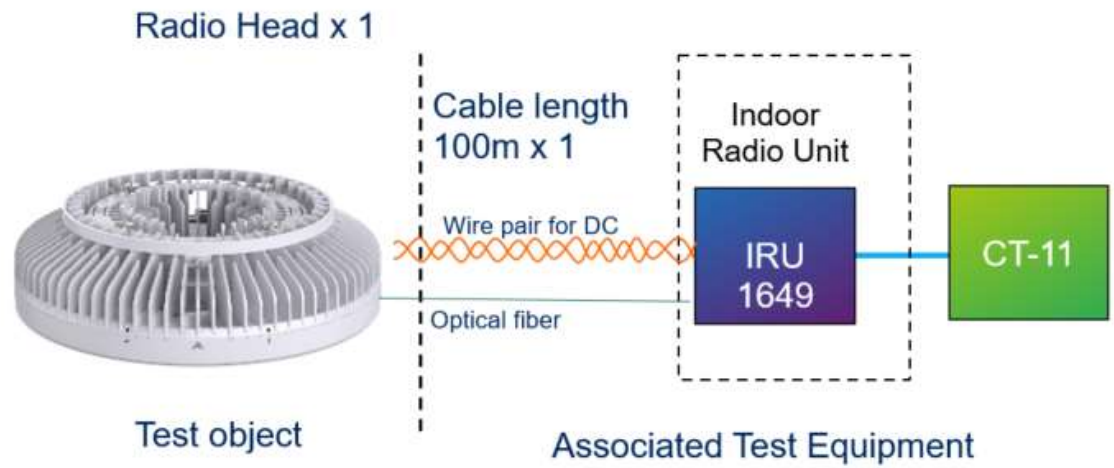 Radio Head x 1
Cable length
100m x 1
Indoor
Radio Unit
Wire pair for DC
IRU
1649
CT-11
Optical fiber
Test object
Associated Test Equipment